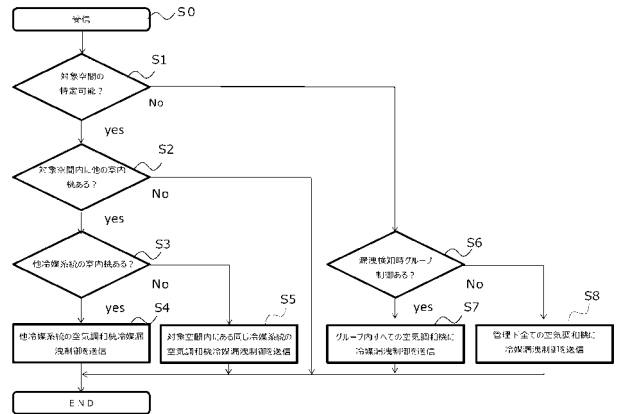 受信
S0
対象空間の
特定可能？
S1
No
yes
対象空間内に他の室内
機ある？
S2
No
yes
他冷媒系統の室内機ある？
S3
No
yes
漏洩検知時グループ
制御ある？
S6
No
yes
他冷媒系統の空気調和機冷媒漏
洩制御を送信
S4
対象空間内にある同じ冷媒系統の
空気調和機冷媒漏洩制御を送信
S5
グループ内すべての空気調和機に
冷媒漏洩制御を送信
S7
管理下全ての空気調和機に
冷媒漏洩制御を送信
S8
END